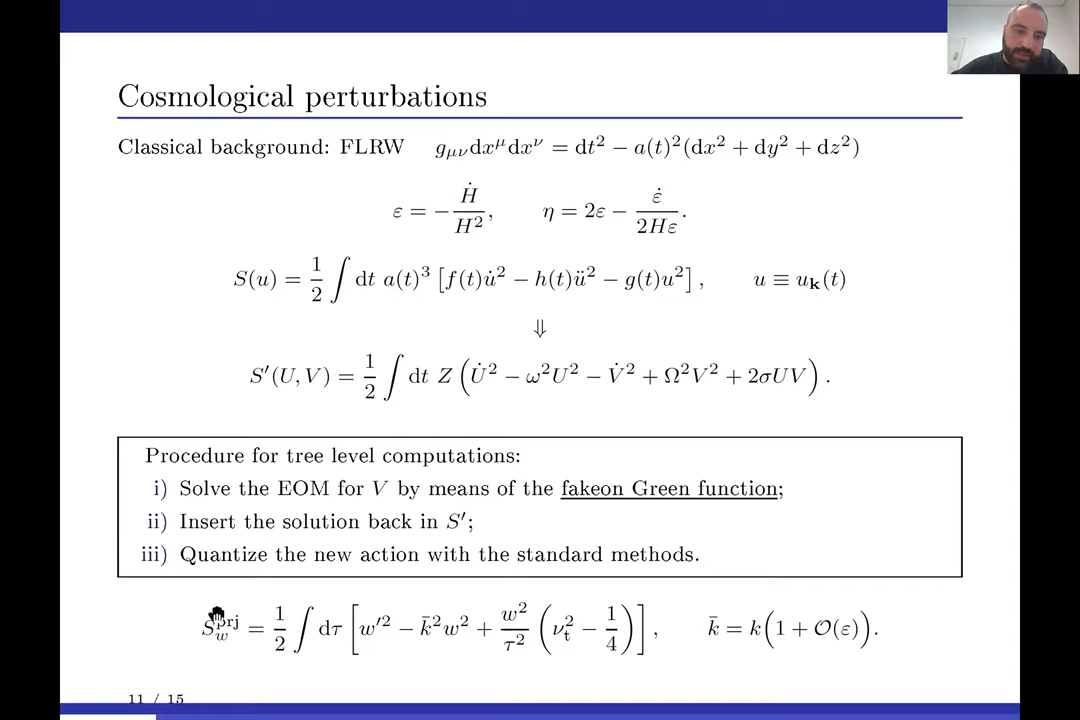 Cosmological perturbations
Classical background: FLRW g_{μν}dx^μdx^ν = dt² − a(t)²(dx² + dy² + dz²)
ε = −Ḣ/H², η = 2ε − ε̇/(2Hε).
S(u) = 1/2 ∫ dt a(t)³ [f(t)u̇² − h(t)ü² − g(t)u²], u ≡ u_𝐤(t)
⇓
S′(U, V) = 1/2 ∫ dt Z (U̇² − ω²U² − V̇² + Ω²V² + 2σUV).
Procedure for tree level computations:
i) Solve the EOM for V by means of the fakeon Green function;
ii) Insert the solution back in S′;
iii) Quantize the new action with the standard methods.
S_w^{prj} = 1/2 ∫ dτ [w′² − k̄²w² + w²/τ² (ν_t² − 1/4)], k̄ = k(1 + 𝒪(ε)).
11 / 15